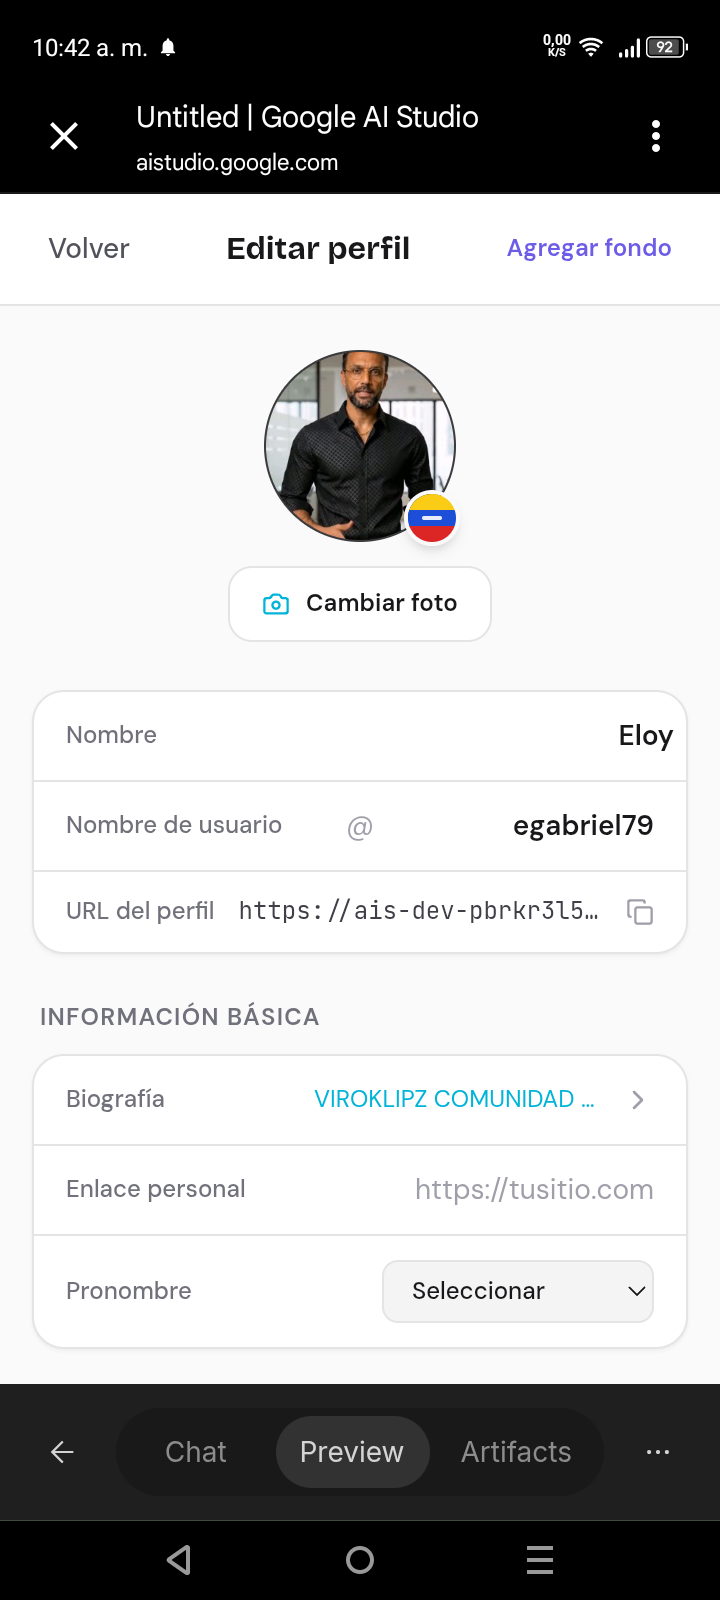 10:42 a. m.
0,00
K/S
92
Untitled | Google AI Studio
aistudio.google.com
Volver
Editar perfil
Agregar fondo
Cambiar foto
Nombre
Eloy
Nombre de usuario
@
egabriel79
URL del perfil
https://ais-dev-pbrkr3l5…
INFORMACIÓN BÁSICA
Biografía
VIROKLIPZ COMUNIDAD ...
Enlace personal
https://tusitio.com
Pronombre
Seleccionar
Chat
Preview
Artifacts